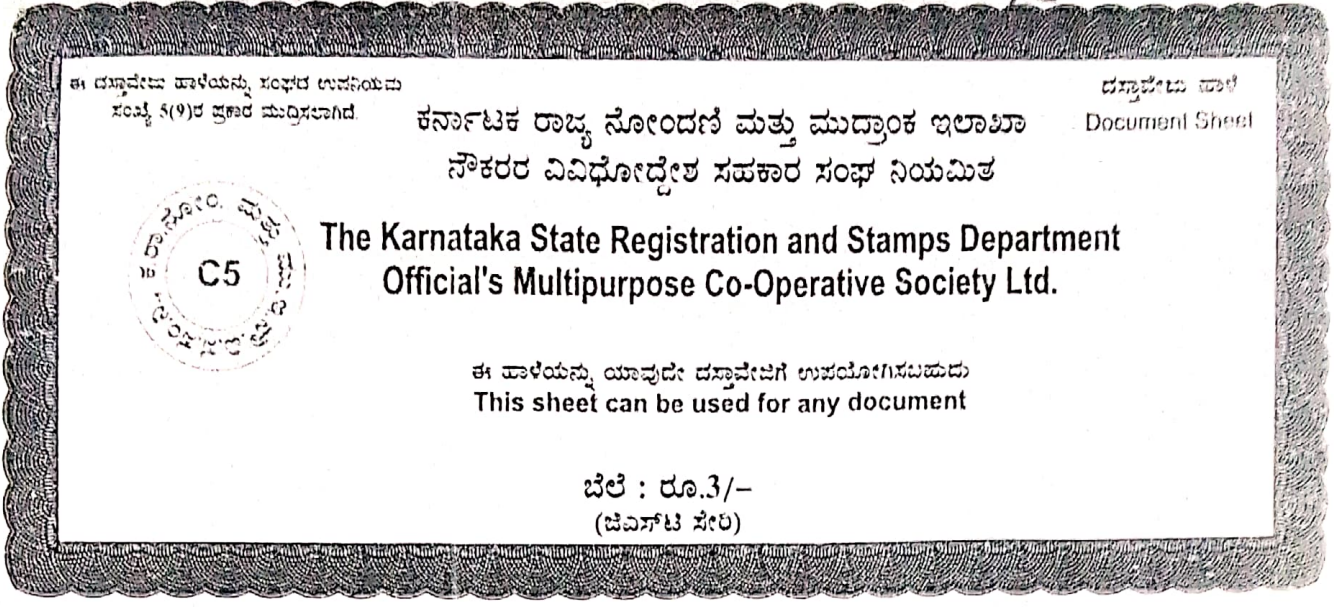 ಈ ದಸ್ತಾವೇಜು ಹಾಳೆಯನ್ನು ಸಂಘದ ಉಪನಿಯಮ
ಸಂಖ್ಯೆ 5(9)ರ ಪ್ರಕಾರ ಮುದ್ರಿಸಲಾಗಿದೆ.
ದಸ್ತಾವೇಜು ಹಾಳೆ
Document Sheet
ಕರ್ನಾಟಕ ರಾಜ್ಯ ನೋಂದಣಿ ಮತ್ತು ಮುದ್ರಾಂಕ ಇಲಾಖಾ
ನೌಕರರ ವಿವಿಧೋದ್ದೇಶ ಸಹಕಾರ ಸಂಘ ನಿಯಮಿತ
C5
The Karnataka State Registration and Stamps Department
Official's Multipurpose Co-Operative Society Ltd.
ಈ ಹಾಳೆಯನ್ನು ಯಾವುದೇ ದಸ್ತಾವೇಜಿಗೆ ಉಪಯೋಗಿಸಬಹುದು
This sheet can be used for any document
ಬೆಲೆ : ರೂ.3/–
(ಜಿಎಸ್‌ಟಿ ಸೇರಿ)